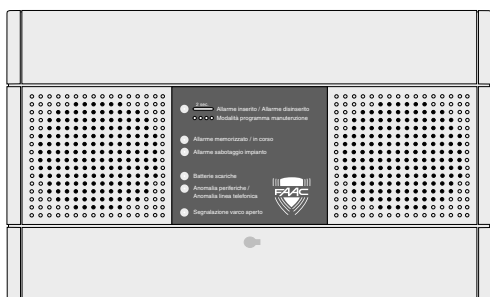 2 sec.
Allarme inserito / Allarme disinserito
Modalità programma manutenzione
Allarme memorizzato / in corso
Allarme sabotaggio impianto
Batterie scariche
Anomalia periferiche /
Anomalia linea telefonica
FAAC
Segnalazione varco aperto